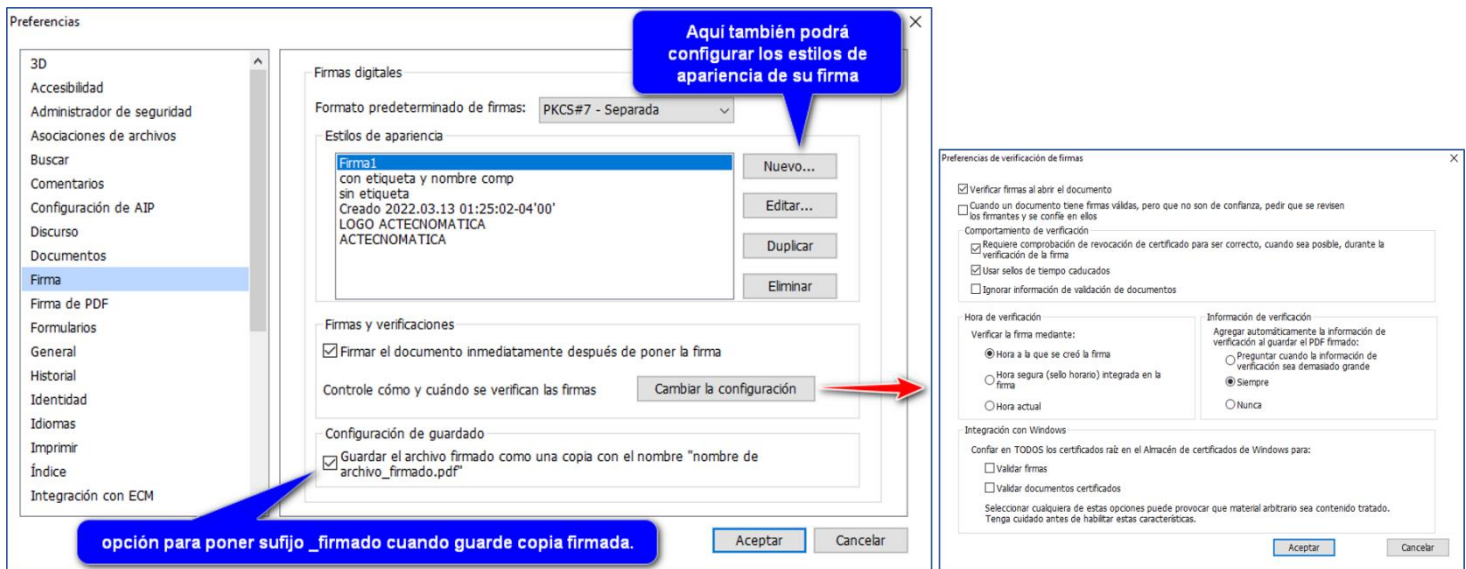 Preferencias
Aquí también podrá
configurar los estilos de
apariencia de su firma
3D
Accesibilidad
Administrador de seguridad
Asociaciones de archivos
Buscar
Comentarios
Configuración de AIP
Discurso
Documentos
Firma
Firma de PDF
Formularios
General
Historial
Identidad
Idiomas
Imprimir
Índice
Integración con ECM
Firmas digitales
Formato predeterminado de firmas: PKCS#7 - Separada
Estilos de apariencia
Firma1
con etiqueta y nombre comp
sin etiqueta
Creado 2022.03.13 01:25:02-04'00'
LOGO ACTECNOMATICA
ACTECNOMATICA
Nuevo...
Editar...
Duplicar
Eliminar
Firmas y verificaciones
Firmar el documento inmediatamente después de poner la firma
Controle cómo y cuándo se verifican las firmas Cambiar la configuración
Configuración de guardado
Guardar el archivo firmado como una copia con el nombre "nombre de
archivo_firmado.pdf"
opción para poner sufijo _firmado cuando guarde copia firmada.
Aceptar Cancelar
Preferencias de verificación de firmas
Verificar firmas al abrir el documento
Cuando un documento tiene firmas válidas, pero que no son de confianza, pedir que se revisen
los firmantes y se confíe en ellos
Comportamiento de verificación
Requiere comprobación de revocación de certificado para ser correcto, cuando sea posible, durante la
verificación de la firma
Usar sellos de tiempo caducados
Ignorar información de validación de documentos
Hora de verificación
Verificar la firma mediante:
Hora a la que se creó la firma
Hora segura (sello horario) integrada en la
firma
Hora actual
Información de verificación
Agregar automáticamente la información de
verificación al guardar el PDF firmado:
Preguntar cuando la información de
verificación sea demasiado grande
Siempre
Nunca
Integración con Windows
Confiar en TODOS los certificados raíz en el Almacén de certificados de Windows para:
Validar firmas
Validar documentos certificados
Seleccionar cualquiera de estas opciones puede provocar que material arbitrario sea contenido tratado.
Tenga cuidado antes de habilitar estas características.
Aceptar Cancelar